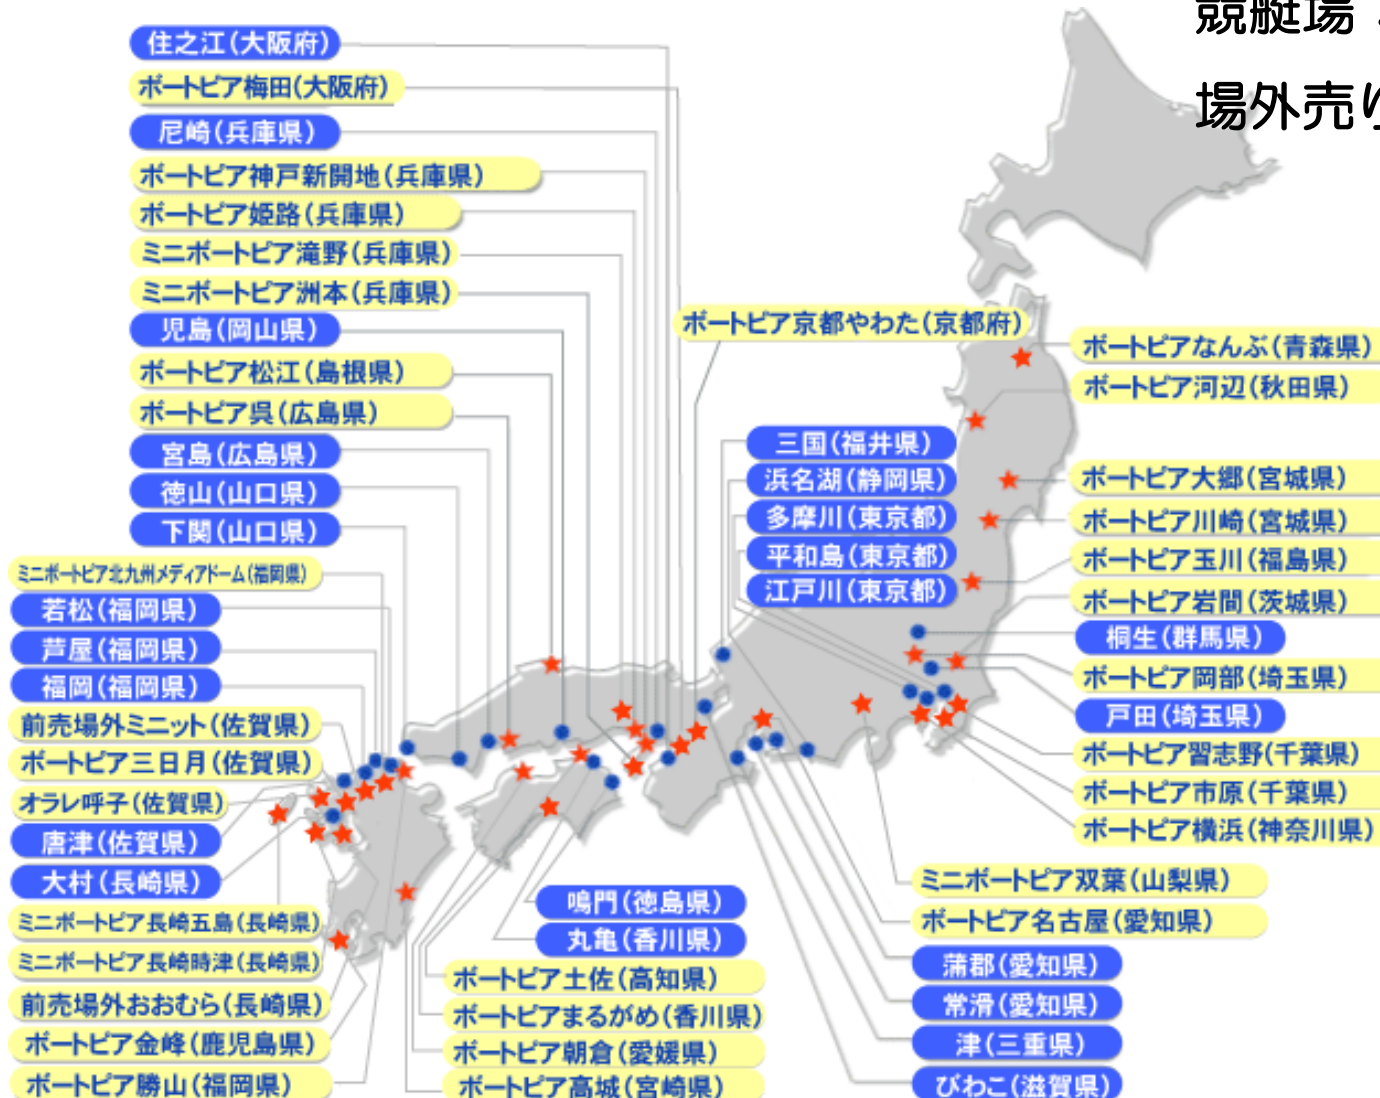 競艇場
場外売り
住之江(大阪府)
ボートピア梅田(大阪府)
尼崎(兵庫県)
ボートピア神戸新開地(兵庫県)
ボートピア姫路(兵庫県)
ミニボートピア滝野(兵庫県)
ミニボートピア洲本(兵庫県)
児島(岡山県)
ボートピア松江(島根県)
ボートピア呉(広島県)
宮島(広島県)
徳山(山口県)
下関(山口県)
ミニボートピア北九州メディアドーム(福岡県)
若松(福岡県)
芦屋(福岡県)
福岡(福岡県)
前売場外ミニット(佐賀県)
ボートピア三日月(佐賀県)
オラレ呼子(佐賀県)
唐津(佐賀県)
大村(長崎県)
ミニボートピア長崎五島(長崎県)
ミニボートピア長崎時津(長崎県)
前売場外おおむら(長崎県)
ボートピア金峰(鹿児島県)
ボートピア勝山(福岡県)
ボートピア京都やわた(京都府)
三国(福井県)
浜名湖(静岡県)
多摩川(東京都)
平和島(東京都)
江戸川(東京都)
ボートピアなんぶ(青森県)
ボートピア河辺(秋田県)
ボートピア大郷(宮城県)
ボートピア川崎(宮城県)
ボートピア玉川(福島県)
ボートピア岩間(茨城県)
桐生(群馬県)
ボートピア岡部(埼玉県)
戸田(埼玉県)
ボートピア習志野(千葉県)
ボートピア市原(千葉県)
ボートピア横浜(神奈川県)
鳴門(徳島県)
丸亀(香川県)
ボートピア土佐(高知県)
ボートピアまるがめ(香川県)
ボートピア朝倉(愛媛県)
ボートピア高城(宮崎県)
ミニボートピア双葉(山梨県)
ボートピア名古屋(愛知県)
蒲郡(愛知県)
常滑(愛知県)
津(三重県)
びわこ(滋賀県)